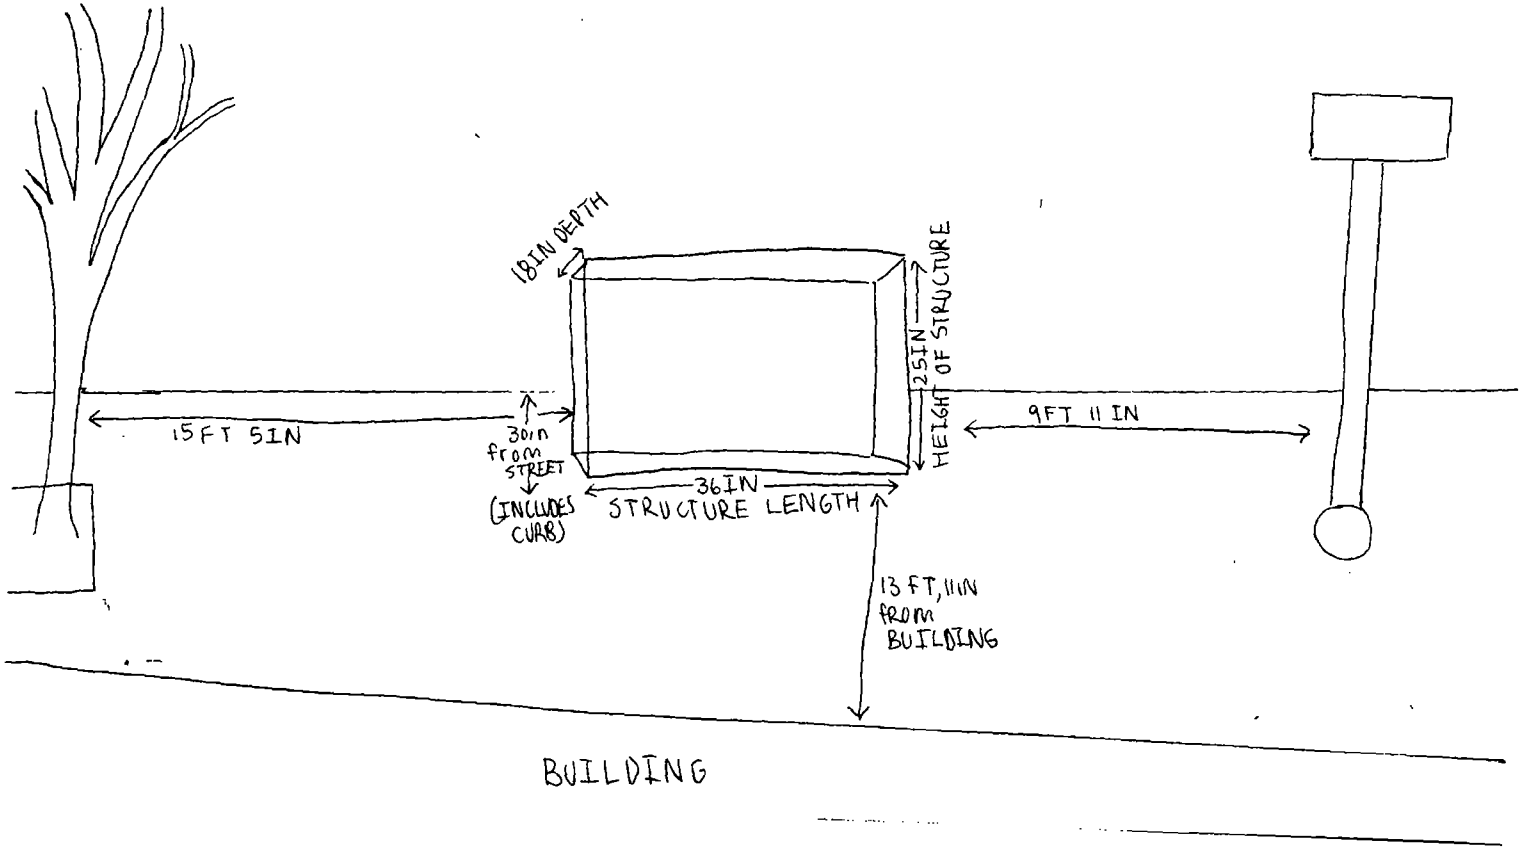 18IN DEPTH
25IN
HEIGHT OF STRUCTURE
15FT 5IN
30in
from
STREET
(INCLUDES
CURB)
36IN
STRUCTURE LENGTH
9FT 11 IN
13 FT, 11IN
from
BUILDING
BUILDING